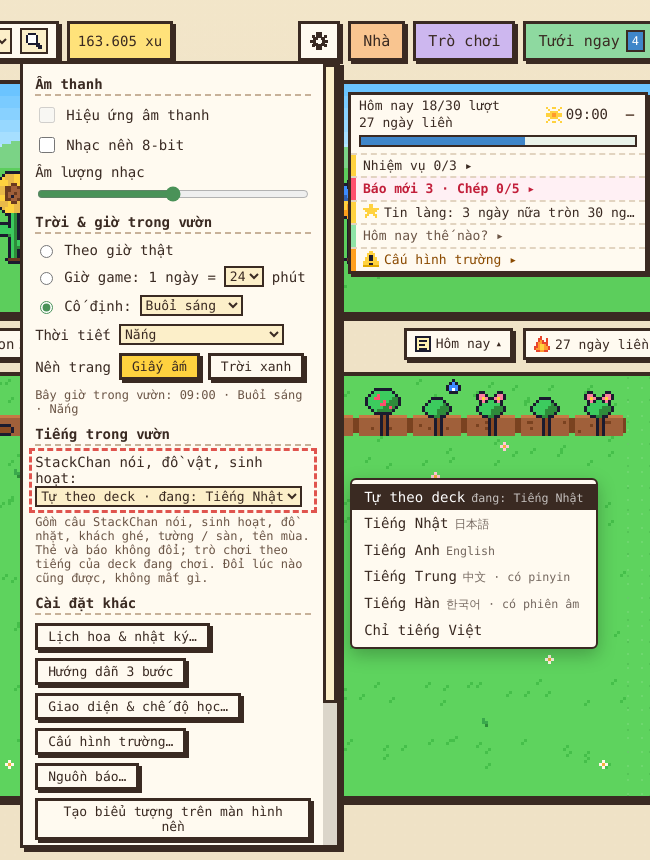 163.605 xu
Nhà
Trò chơi
Tưới ngay 4
Âm thanh
Hiệu ứng âm thanh
Nhạc nền 8-bit
Âm lượng nhạc
Trời & giờ trong vườn
Theo giờ thật
Giờ game: 1 ngày = 24 phút
Cố định: Buổi sáng
Thời tiết Nắng
Nền trang Giấy ấm Trời xanh
Bây giờ trong vườn: 09:00 · Buổi sáng
· Nắng
Tiếng trong vườn
StackChan nói, đồ vật, sinh
hoạt:
Tự theo deck · đang: Tiếng Nhật
Gồm câu StackChan nói, sinh hoạt, đồ
nhặt, khách ghé, tường / sàn, tên mùa.
Thẻ và báo không đổi; trò chơi theo
tiếng của deck đang chơi. Đổi lúc nào
cũng được, không mất gì.
Cài đặt khác
Lịch hoa & nhật ký…
Hướng dẫn 3 bước
Giao diện & chế độ học…
Cấu hình trường…
Nguồn báo…
Tạo biểu tượng trên màn hình
nền
Hôm nay 18/30 lượt
27 ngày liền
09:00 –
Nhiệm vụ 0/3 ▸
Báo mới 3 · Chép 0/5 ▸
Tin làng: 3 ngày nữa tròn 30 ng…
Hôm nay thế nào? ▸
Cấu hình trường ▸
Hôm nay ▴
27 ngày liền
Tự theo deck đang: Tiếng Nhật
Tiếng Nhật 日本語
Tiếng Anh English
Tiếng Trung 中文 · có pinyin
Tiếng Hàn 한국어 · có phiên âm
Chỉ tiếng Việt